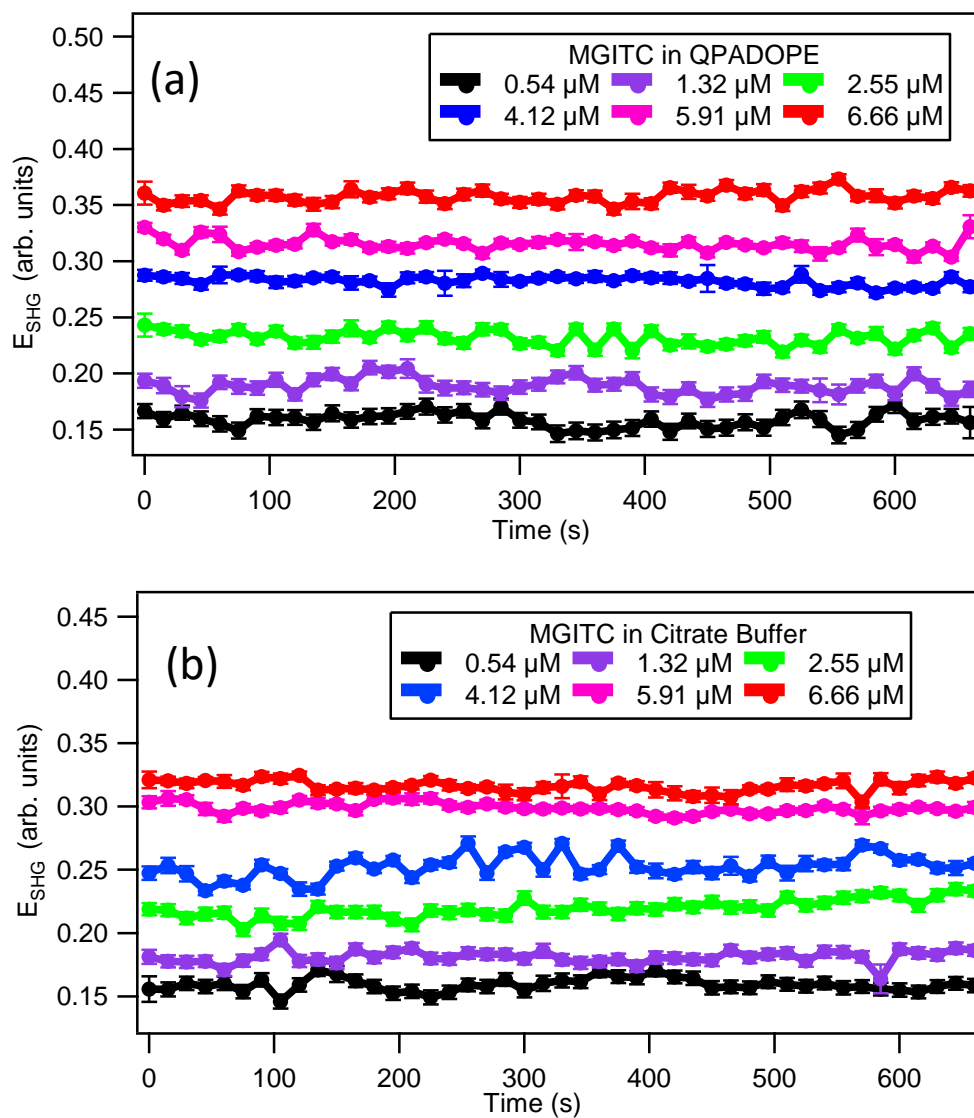 (a)
MGITC in QPADOPE
0.54 µM 1.32 µM 2.55 µM
4.12 µM 5.91 µM 6.66 µM
E_SHG (arb. units)
0.50
0.45
0.40
0.35
0.30
0.25
0.20
0.15
0 100 200 300 400 500 600
Time (s)
(b)
MGITC in Citrate Buffer
0.54 µM 1.32 µM 2.55 µM
4.12 µM 5.91 µM 6.66 µM
E_SHG (arb. units)
0.45
0.40
0.35
0.30
0.25
0.20
0.15
0 100 200 300 400 500 600
Time (s)